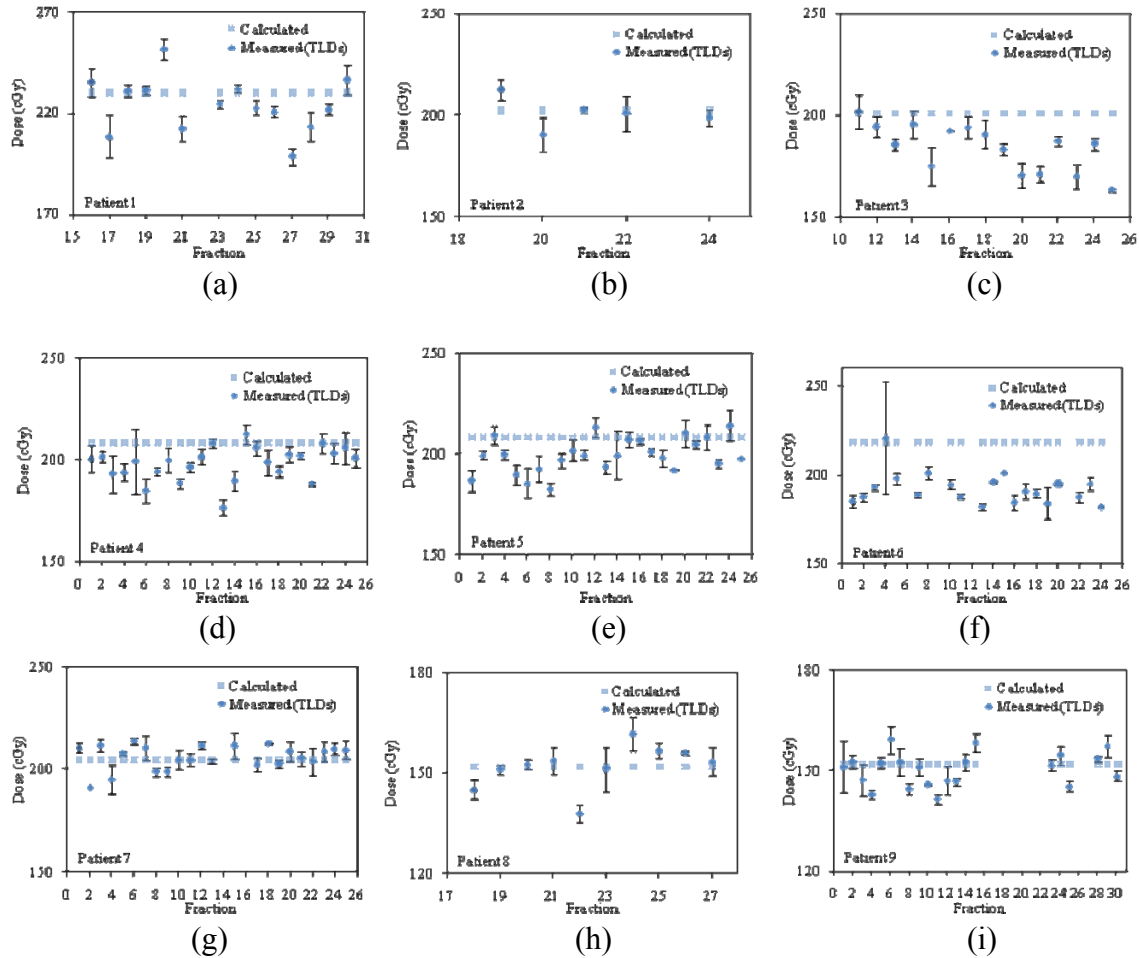 270
220
170
Dose (cGy)
Calculated
Measured(TLDs)
Patient 1
15 17 19 21 23 25 27 29 31
Fraction
(a)
250
200
150
Dose (cGy)
Calculated
Measured(TLDs)
Patient 2
18 20 22 24
Fraction
(b)
250
200
150
Dose (cGy)
Calculated
Measured(TLDs)
Patient 3
10 12 14 16 18 20 22 24 26
Fraction
(c)
250
200
150
Dose (cGy)
Calculated
Measured(TLDs)
Patient 4
0 2 4 6 8 10 12 14 16 18 20 22 24 26
Fraction
(d)
250
200
150
Dose (cGy)
Calculated
Measured(TLDs)
Patient 5
0 2 4 6 8 10 12 14 16 18 20 22 24 26
Fraction
(e)
250
200
150
Dose (cGy)
Calculated
Measured(TLDs)
Patient 6
0 2 4 6 8 10 12 14 16 18 20 22 24 26
Fraction
(f)
250
200
150
Dose (cGy)
Calculated
Measured(TLDs)
Patient 7
0 2 4 6 8 10 12 14 16 18 20 22 24 26
Fraction
(g)
180
150
120
Dose (cGy)
Calculated
Measured(TLDs)
Patient 8
17 19 21 23 25 27
Fraction
(h)
180
150
120
Dose (cGy)
Calculated
Measured(TLDs)
Patient 9
0 2 4 6 8 10 12 14 16 18 20 22 24 26 28 30
Fraction
(i)